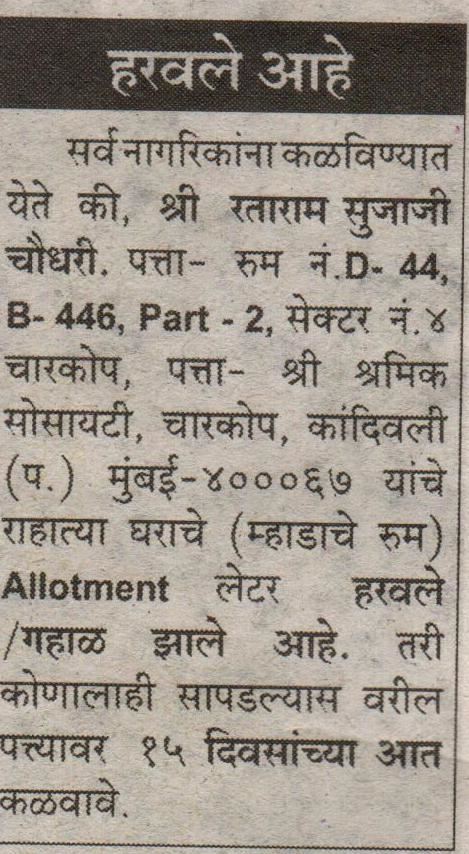 हरवले आहे
सर्व नागरिकांना कळविण्यात
येते की, श्री रताराम सुजाजी
चौधरी. पत्ता- रुम नं.D- 44,
B- 446, Part - 2, सेक्टर नं.४
चारकोप, पत्ता- श्री श्रमिक
सोसायटी, चारकोप, कांदिवली
(प.) मुंबई-४०००६७ यांचे
राहात्या घराचे (म्हाडाचे रुम)
Allotment लेटर हरवले
/गहाळ झाले आहे. तरी
कोणालाही सापडल्यास वरील
पत्त्यावर १५ दिवसांच्या आत
कळवावे.